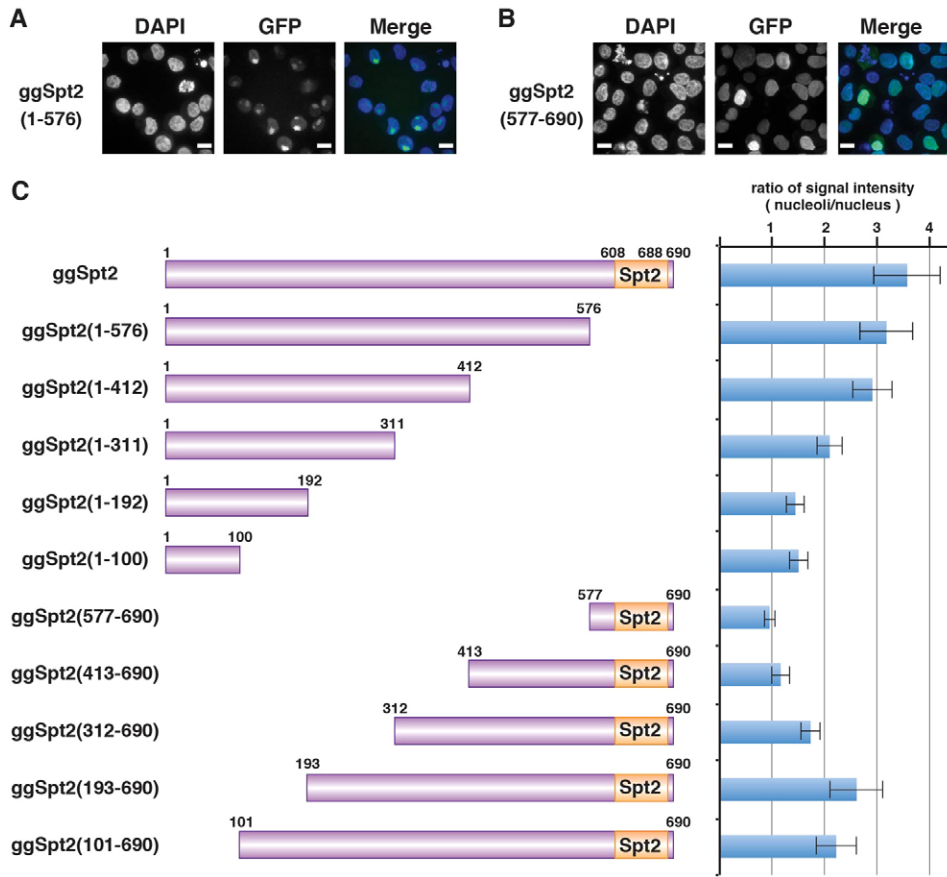 A
DAPI GFP Merge
ggSpt2
(1-576)
B
DAPI GFP Merge
ggSpt2
(577-690)
C
ratio of signal intensity
( nucleoli/nucleus )
1 2 3 4
1 608 688 690
ggSpt2 Spt2
1 576
ggSpt2(1-576)
1 412
ggSpt2(1-412)
1 311
ggSpt2(1-311)
1 192
ggSpt2(1-192)
1 100
ggSpt2(1-100)
577 690
ggSpt2(577-690) Spt2
413 690
ggSpt2(413-690) Spt2
312 690
ggSpt2(312-690) Spt2
193 690
ggSpt2(193-690) Spt2
101 690
ggSpt2(101-690) Spt2